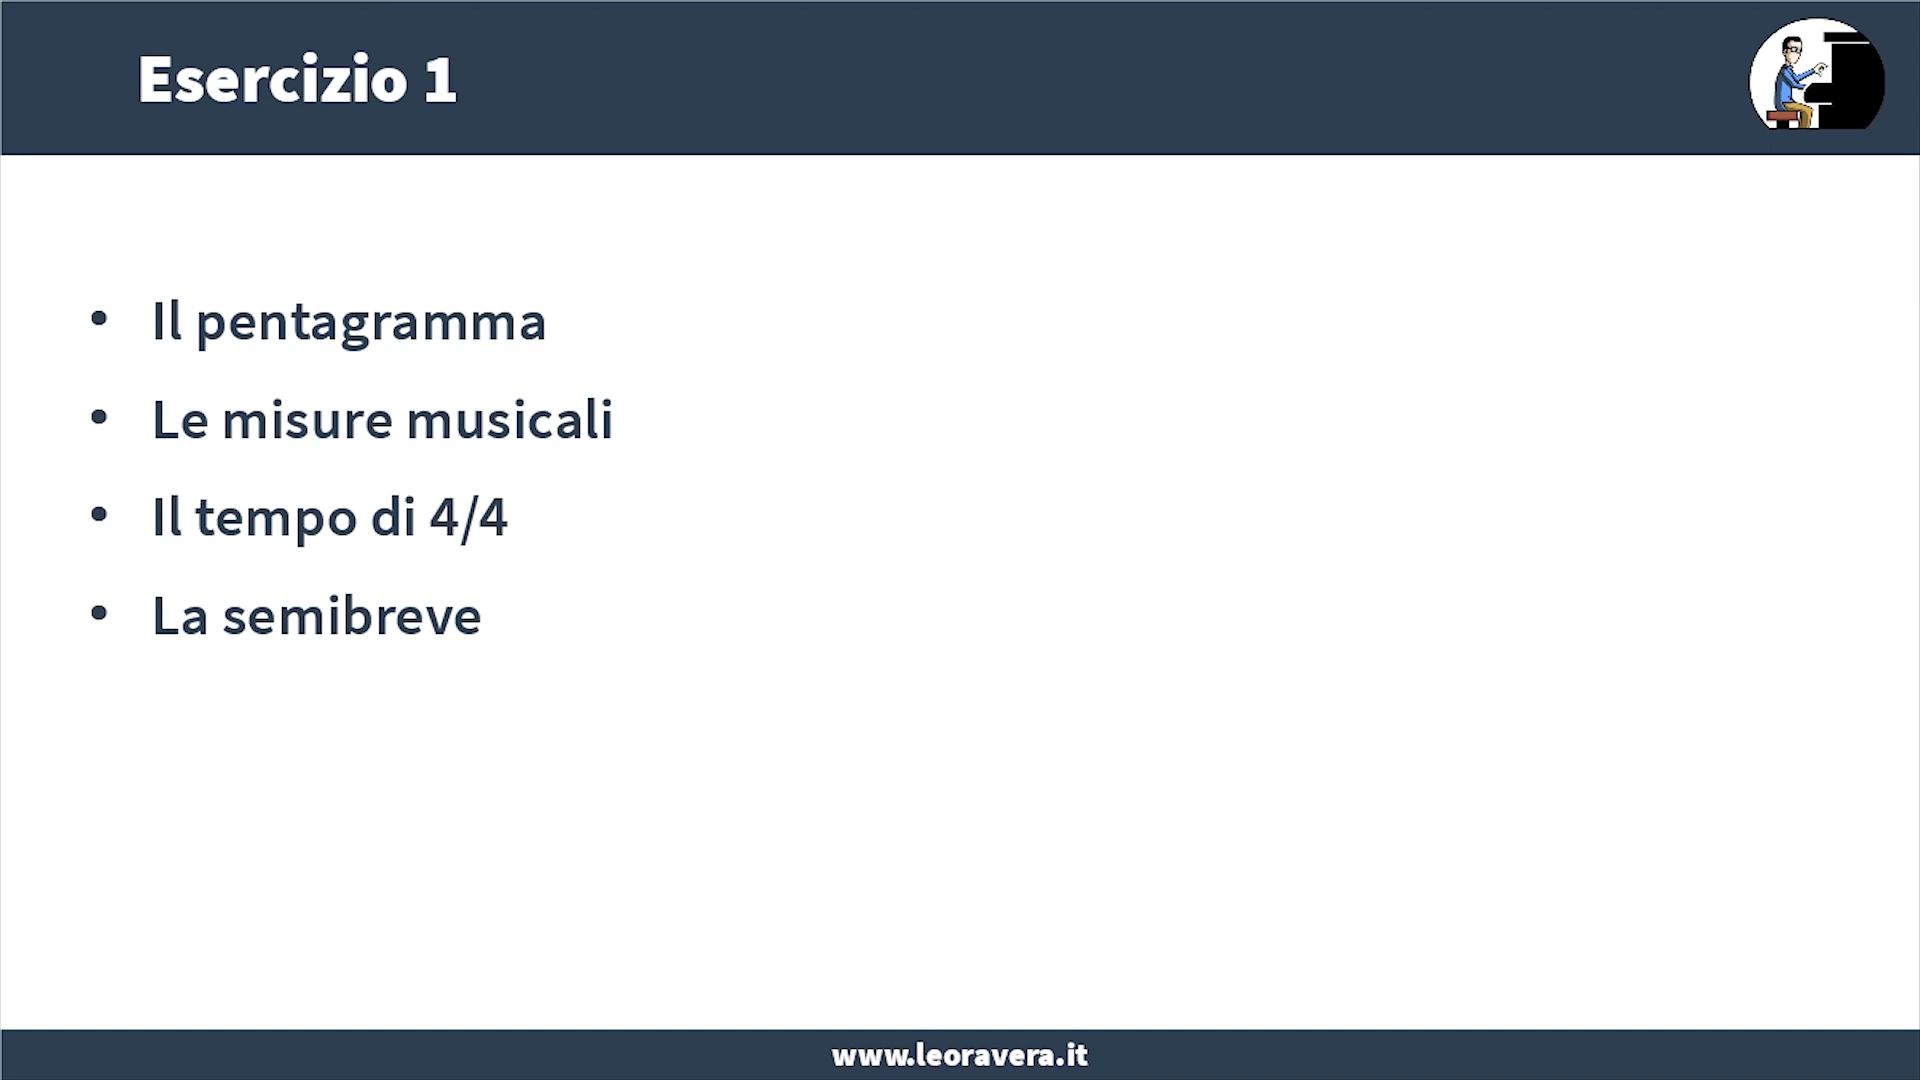 Esercizio 1
• Il pentagramma
• Le misure musicali
• Il tempo di 4/4
• La semibreve
www.leoravera.it